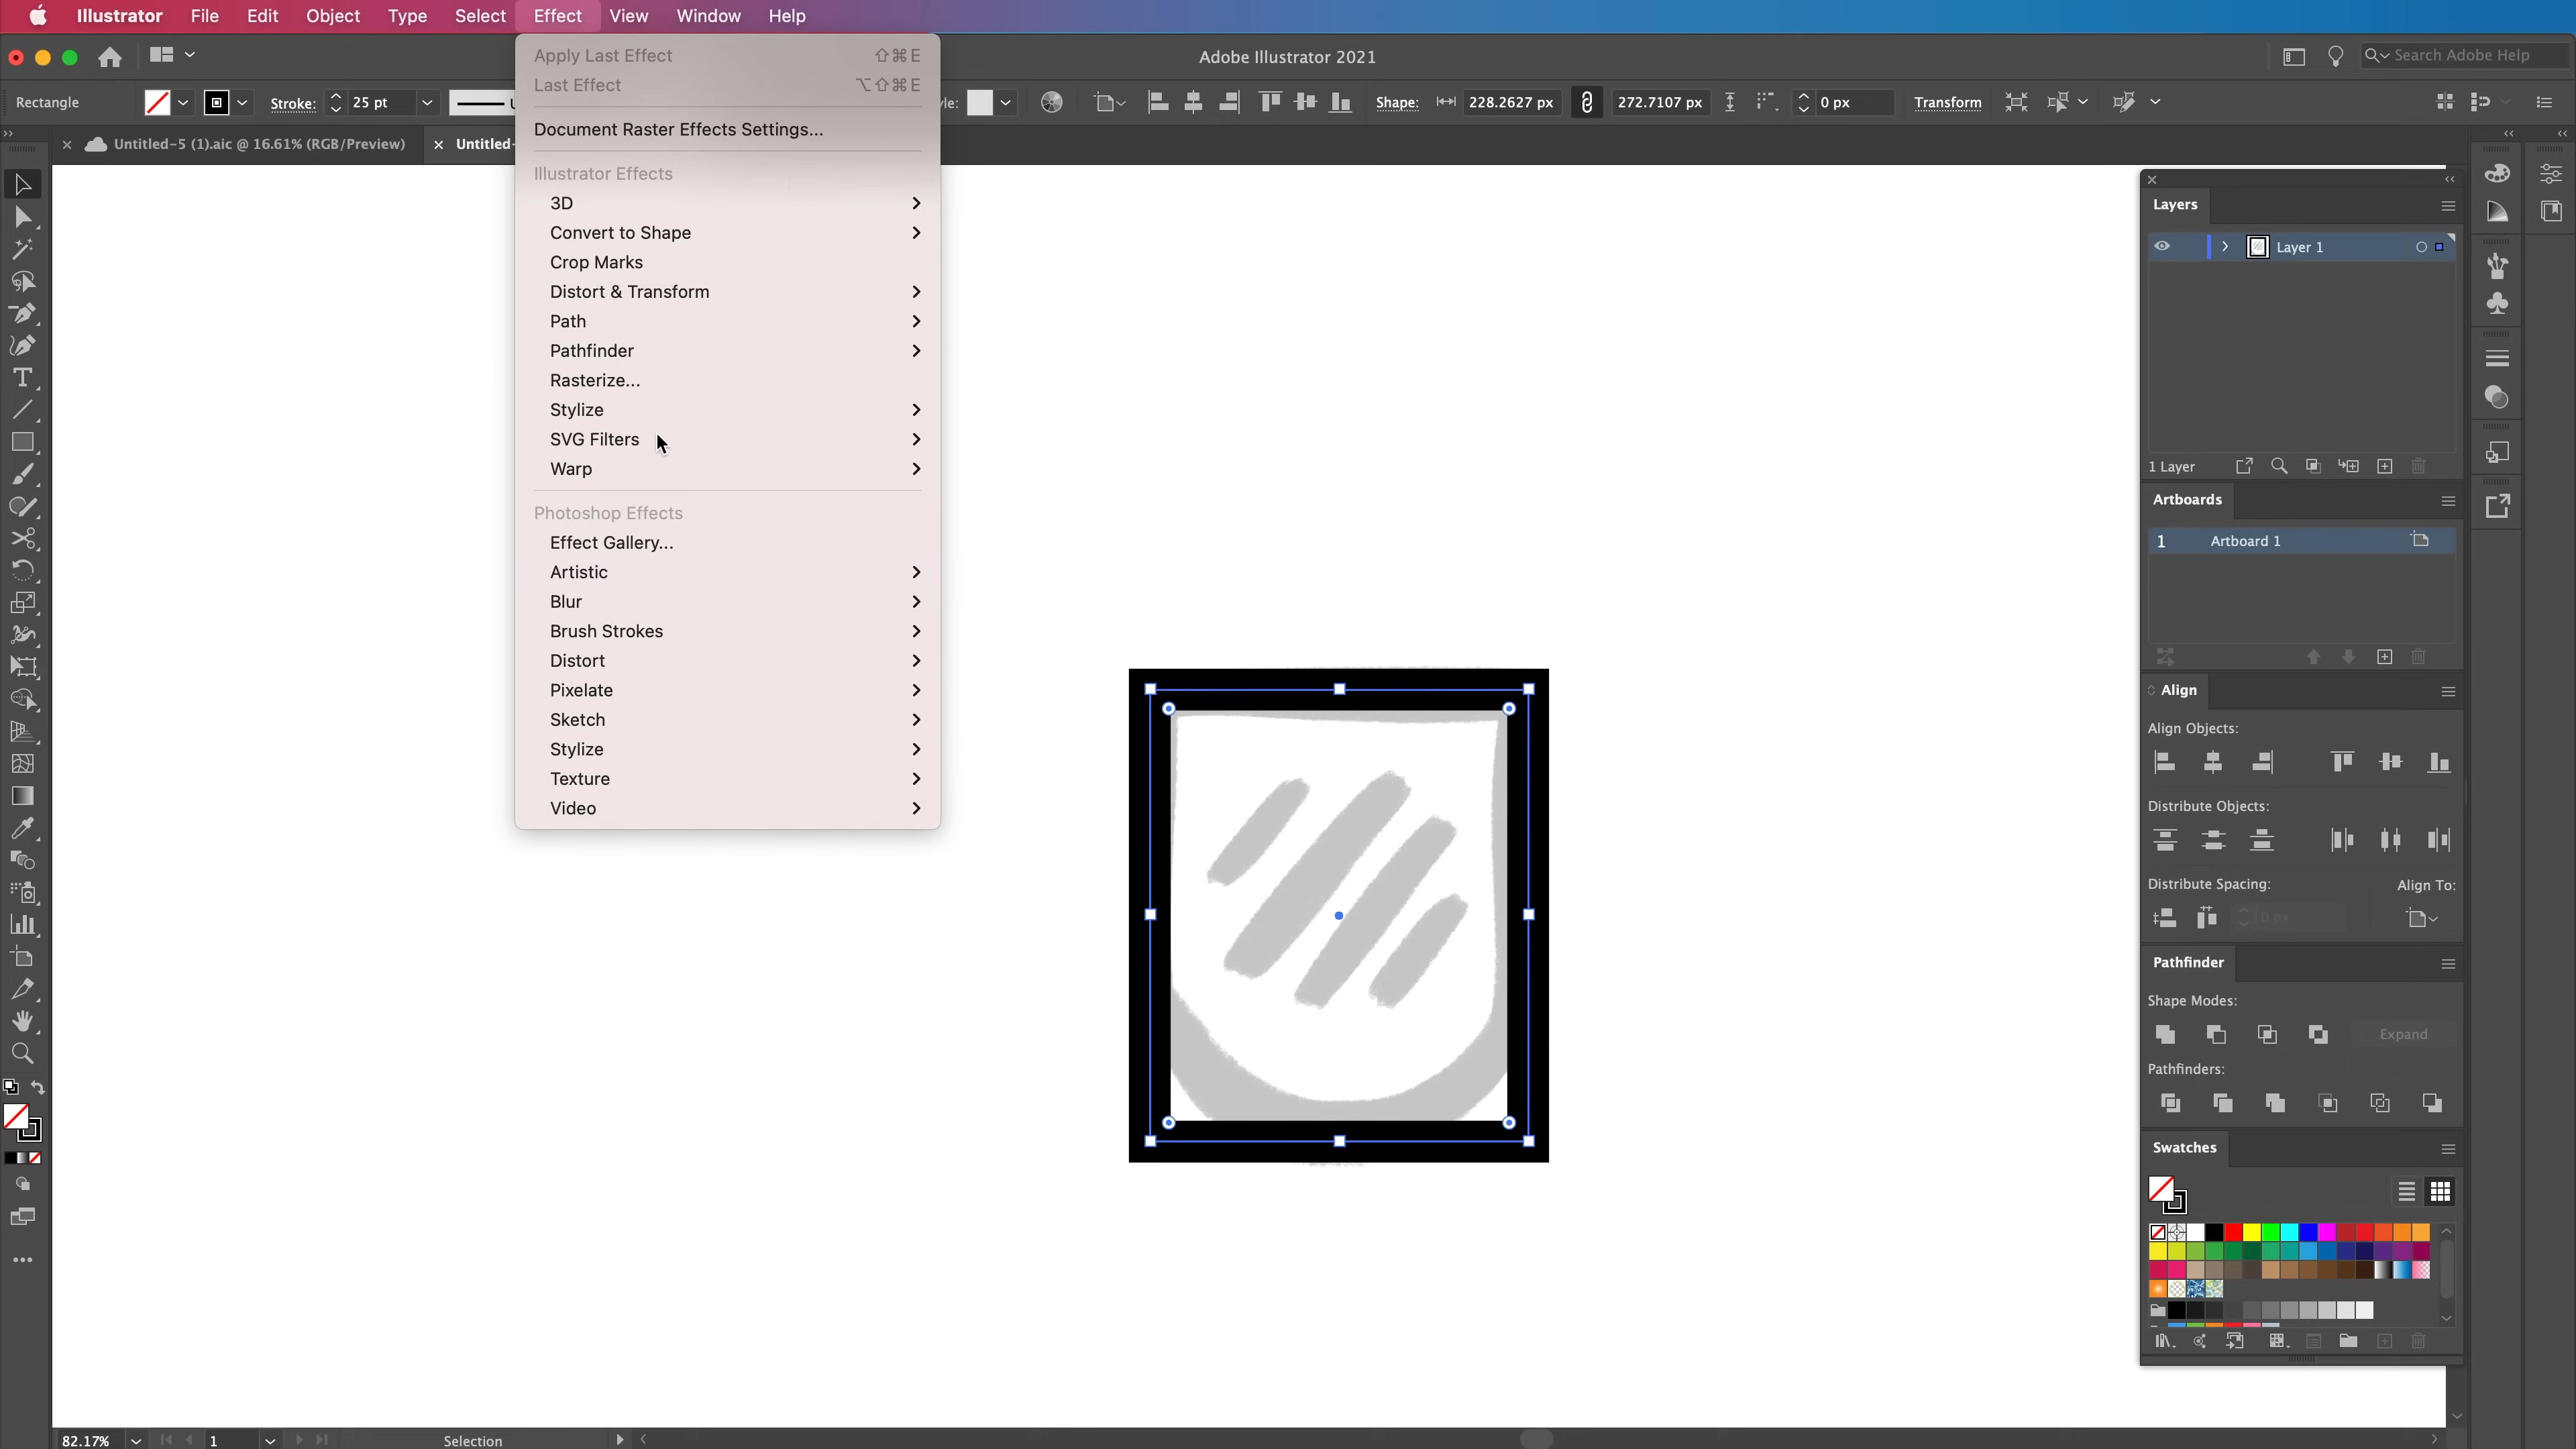 Illustrator File Edit Object Type Select Effect View Window Help
Adobe Illustrator 2021
Search Adobe Help
Rectangle
Stroke:
25 pt
Shape:
228.2627 px
272.7107 px
0 px
Transform
Untitled-5 (1).aic @ 16.61% (RGB/Preview)
Untitled-
Apply Last Effect ⇧⌘E
Last Effect ⌥⇧⌘E
Document Raster Effects Settings...
Illustrator Effects
3D
Convert to Shape
Crop Marks
Distort & Transform
Path
Pathfinder
Rasterize...
Stylize
SVG Filters
Warp
Photoshop Effects
Effect Gallery...
Artistic
Blur
Brush Strokes
Distort
Pixelate
Sketch
Stylize
Texture
Video
Layers
Layer 1
1 Layer
Artboards
1 Artboard 1
Align
Align Objects:
Distribute Objects:
Distribute Spacing:
Align To:
0 px
Pathfinder
Shape Modes:
Expand
Pathfinders:
Swatches
82.17%
1
Selection